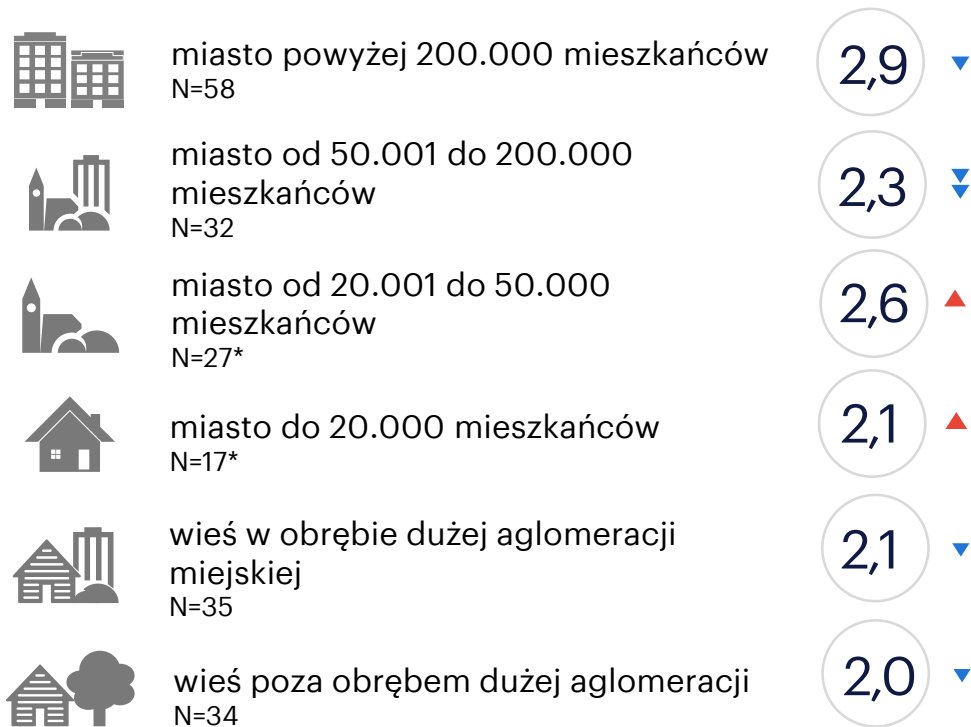 miasto powyżej 200.000 mieszkańców
N=58
2,9
miasto od 50.001 do 200.000
mieszkańców
N=32
2,3
miasto od 20.001 do 50.000
mieszkańców
N=27*
2,6
miasto do 20.000 mieszkańców
N=17*
2,1
wieś w obrębie dużej aglomeracji
miejskiej
N=35
2,1
wieś poza obrębem dużej aglomeracji
N=34
2,0